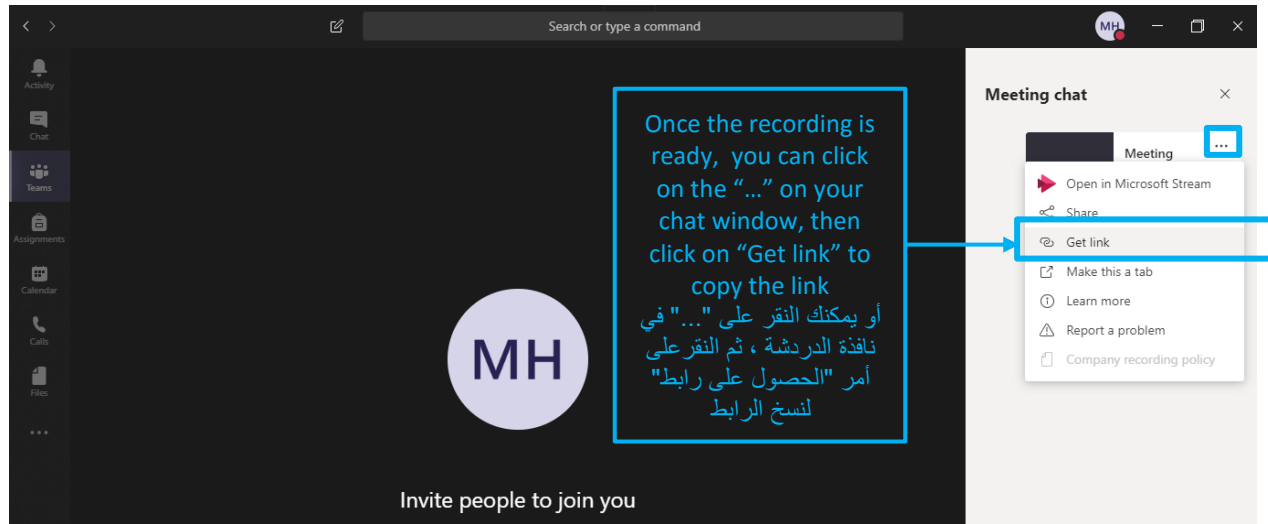 Search or type a command
MH
Activity
Chat
Teams
Assignments
Calendar
Calls
Files
Once the recording is
ready, you can click
on the “...” on your
chat window, then
click on “Get link” to
copy the link
أو يمكنك النقر على "..." في
نافذة الدردشة ، ثم النقر على
أمر "الحصول على رابط"
لنسخ الرابط
MH
Invite people to join you
Meeting chat
Meeting
...
Open in Microsoft Stream
Share
Get link
Make this a tab
Learn more
Report a problem
Company recording policy